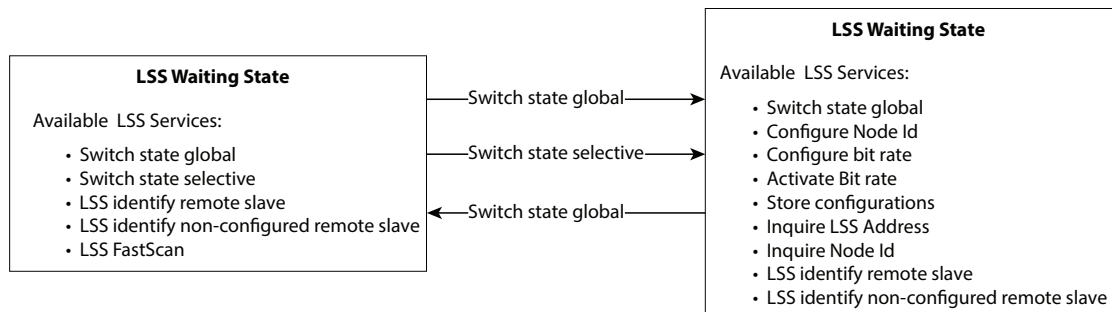 LSS Waiting State
Available LSS Services:
• Switch state global
• Switch state selective
• LSS identify remote slave
• LSS identify non-configured remote slave
• LSS FastScan
Switch state global
Switch state selective
Switch state global
LSS Waiting State
Available LSS Services:
• Switch state global
• Configure Node Id
• Configure bit rate
• Activate Bit rate
• Store configurations
• Inquire LSS Address
• Inquire Node Id
• LSS identify remote slave
• LSS identify non-configured remote slave